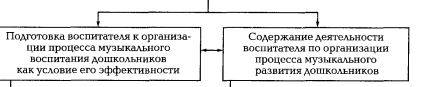 Подготовка воспитателя к организа-
ции процесса музыкального
воспитания дошкольников
как условие его эффективности
Содержание деятельности
воспитателя по организации
процесса музыкального
развития дошкольников